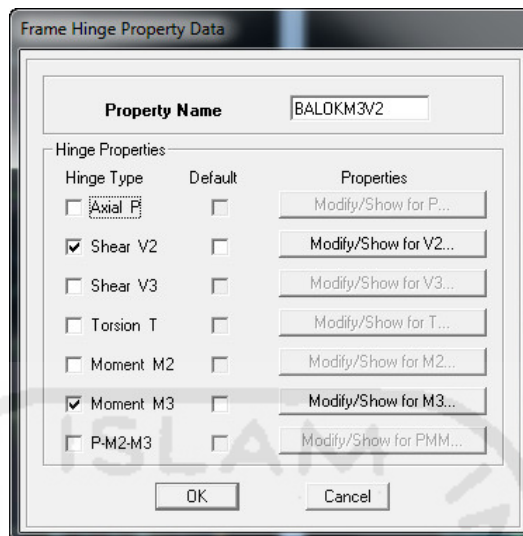 Frame Hinge Property Data
Property Name BALOKM3V2
Hinge Properties
Hinge Type Default Properties
Axial P Modify/Show for P...
Shear V2 Modify/Show for V2...
Shear V3 Modify/Show for V3...
Torsion T Modify/Show for T...
Moment M2 Modify/Show for M2...
Moment M3 Modify/Show for M3...
P-M2-M3 Modify/Show for PMM...
ISLAM
OK Cancel